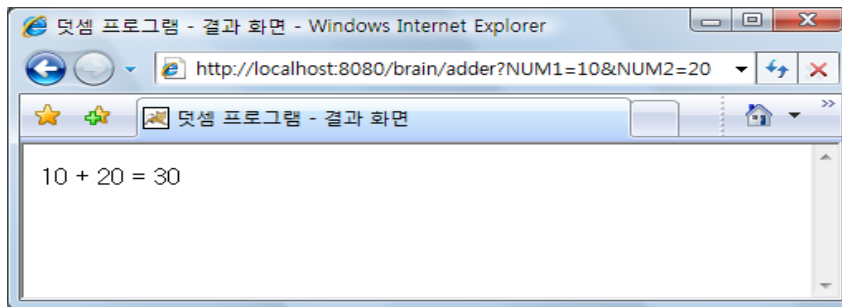 덧셈 프로그램 - 결과 화면 - Windows Internet Explorer
http://localhost:8080/brain/adder?NUM1=10&NUM2=20
덧셈 프로그램 - 결과 화면
10 + 20 = 30